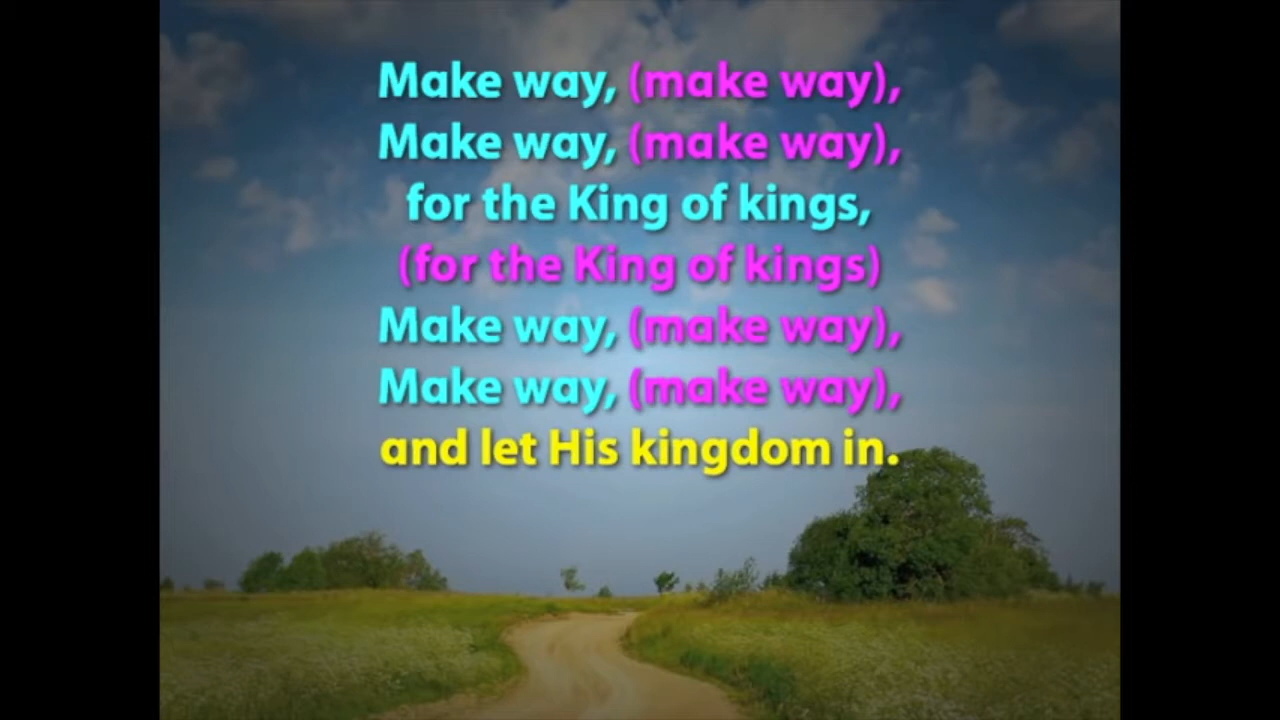 Make way, (make way),
Make way, (make way),
for the King of kings,
(for the King of kings)
Make way, (make way),
Make way, (make way),
and let His kingdom in.